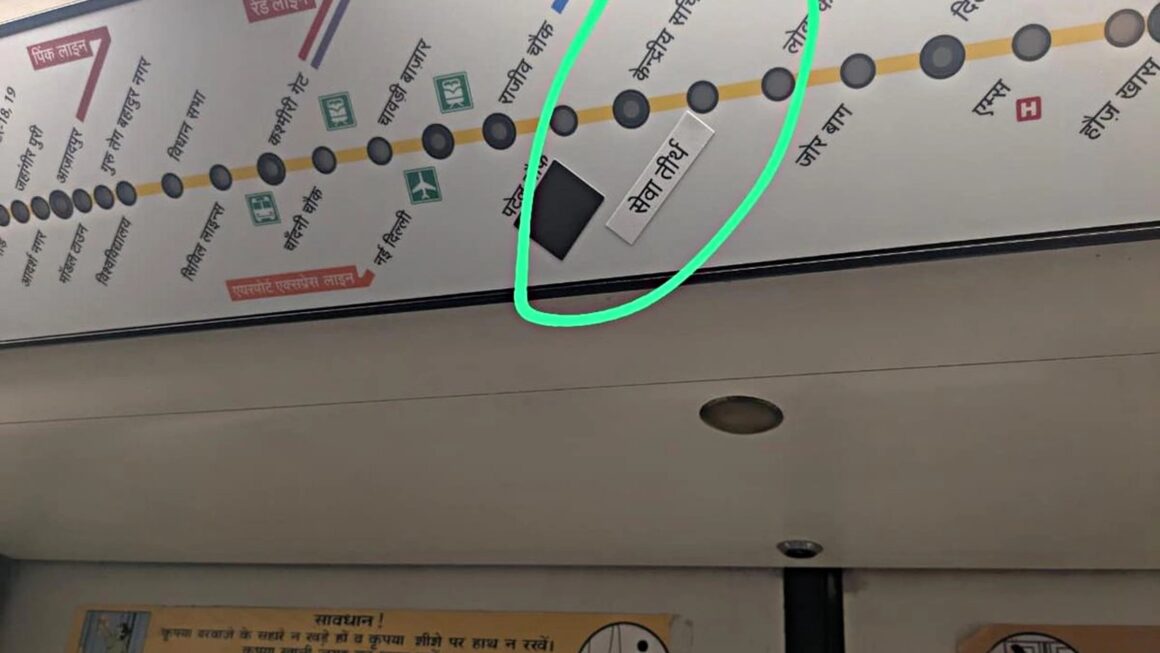 रेड लाइन
पिंक लाइन
जहांगीर पुरी
आज़ादपुर
गुरु तेग बहादुर नगर
विधान सभा
कश्मीरी गेट
चावड़ी बाज़ार
राजीव चौक
केन्द्रीय
जोर बाग
एम्स
H
हौज़ खास
आदर्श नगर
मॉडल टाउन
विश्वविद्यालय
सिविल लाइन्स
चाँदनी चौक
नई दिल्ली
सेवा तीर्थ
एयरपोर्ट एक्सप्रेस लाइन
सावधान !
कृपया दरवाजे के सहारे न खड़े हों व कृपया शीशे पर हाथ न रखें।